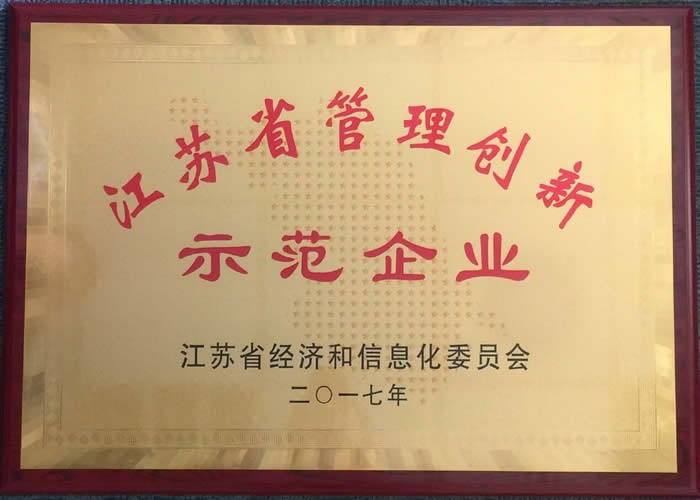 江苏省管理创新
示范企业
江苏省经济和信息化委员会
二〇一七年